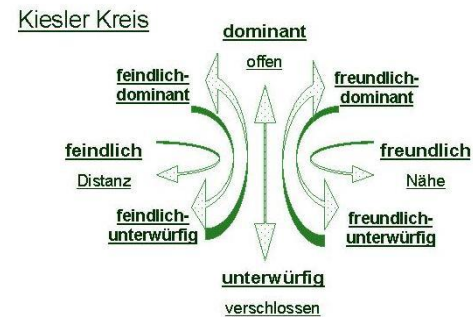 Kiesler Kreis
dominant
offen
feindlich-
dominant
freundlich-
dominant
feindlich
Distanz
freundlich
Nähe
feindlich-
unterwürfig
freundlich-
unterwürfig
unterwürfig
verschlossen